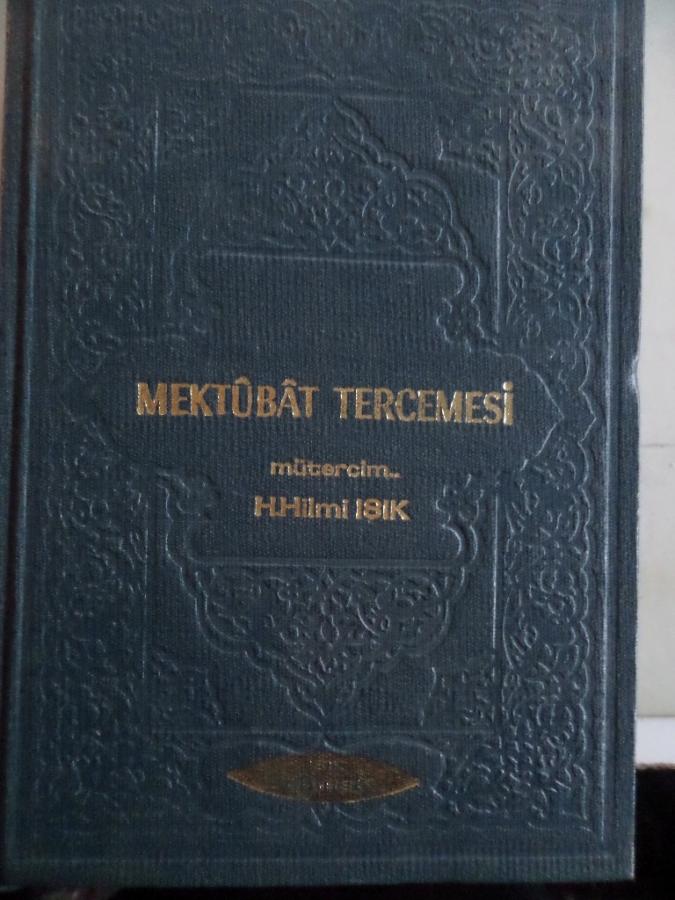 MEKTÛBÂT TERCEMESİ
mütercim..
H.Hilmi IŞIK